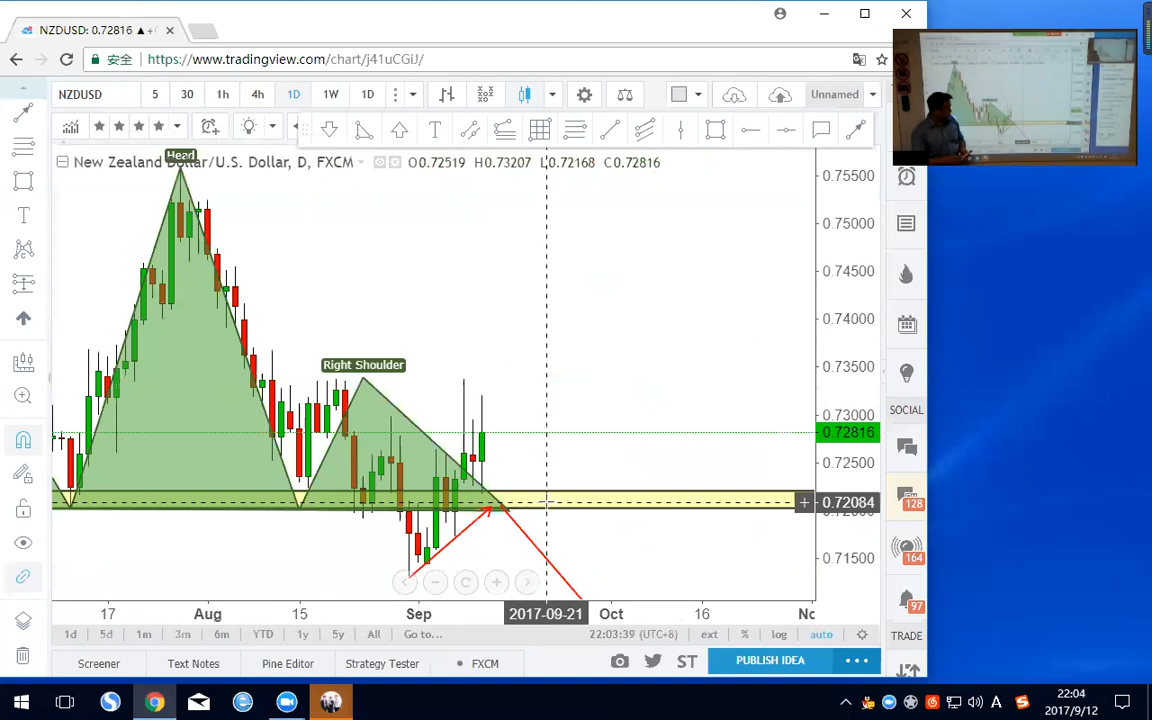 NZDUSD: 0.72816 ▲+
安全 https://www.tradingview.com/chart/j41uCGiJ/
NZDUSD 5 30 1h 4h 1D 1W 1D Unnamed
T
New Zealand Dollar/U.S. Dollar, D, FXCM O0.72519 H0.73207 L0.72168 C0.72816
Head
Right Shoulder
0.75500
0.75000
0.74500
0.74000
0.73500
0.73000
0.72816
0.72500
0.72084
0.72000
0.71500
17 Aug 15 Sep 2017-09-21 Oct 16 Nc
1d 5d 1m 3m 6m YTD 1y 5y All Go to... 22:03:39 (UTC+8) ext % log auto
Screener Text Notes Pine Editor Strategy Tester FXCM ST PUBLISH IDEA
T
SOCIAL
128
164
97
TRADE
A S 22:04
2017/9/12